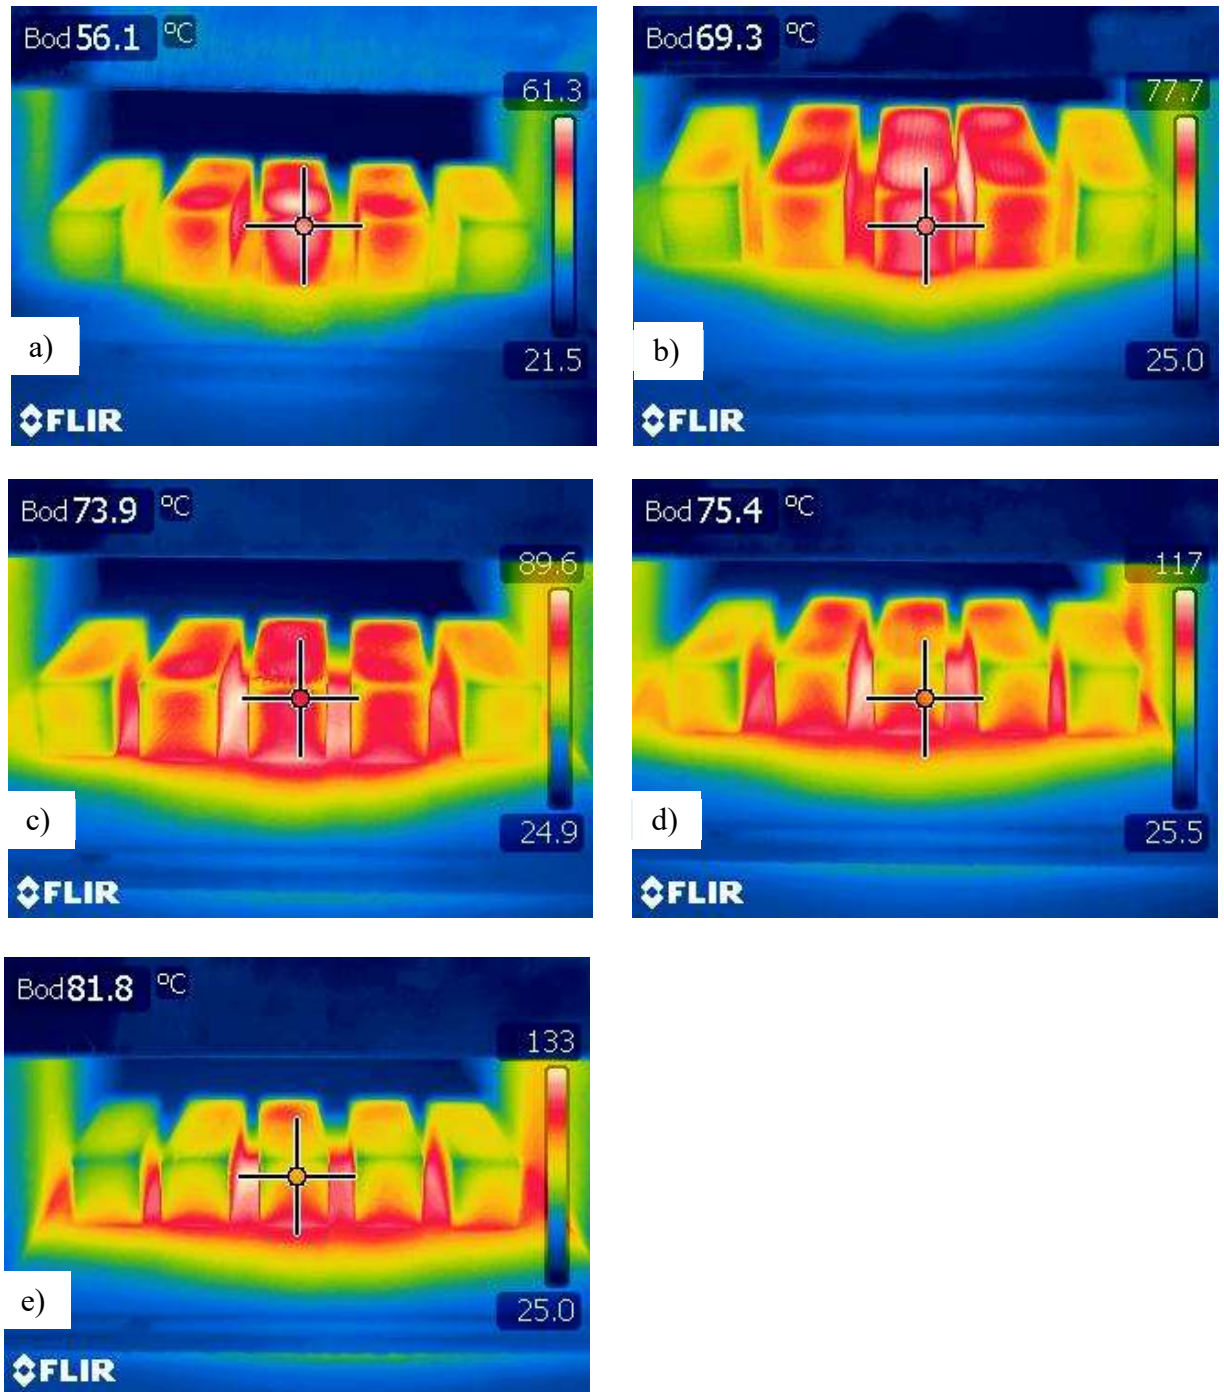 Bod 56.1 °C
61.3
a)
21.5
FLIR
Bod 69.3 °C
77.7
b)
25.0
FLIR
Bod 73.9 °C
89.6
c)
24.9
FLIR
Bod 75.4 °C
117
d)
25.5
FLIR
Bod 81.8 °C
133
e)
25.0
FLIR